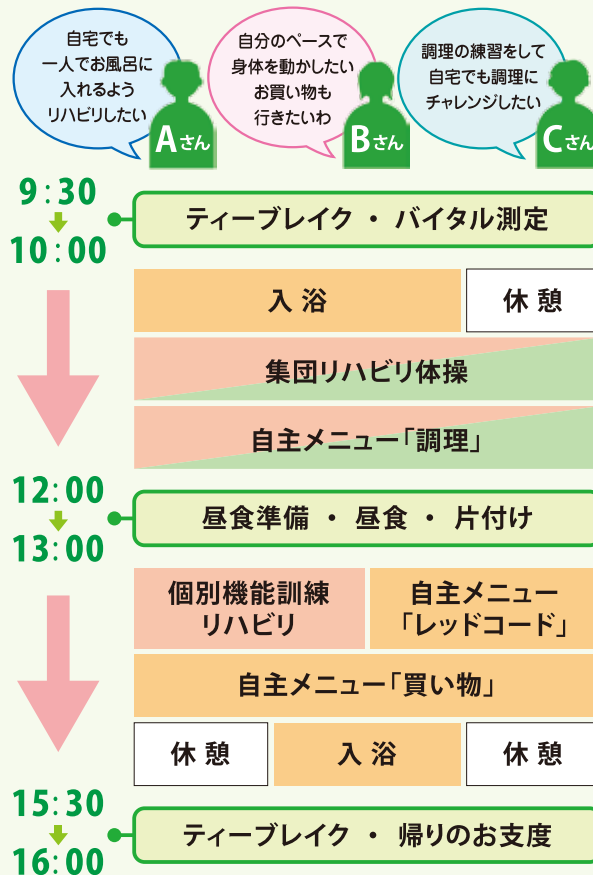 自宅でも
一人でお風呂に
入れるよう
リハビリしたい
Aさん
自分のペースで
身体を動かしたい
お買い物も
行きたいわ
Bさん
調理の練習をして
自宅でも調理に
チャレンジしたい
Cさん
9:30
10:00
ティーブレイク ・ バイタル測定
入浴
休憩
集団リハビリ体操
自主メニュー「調理」
12:00
13:00
昼食準備 ・ 昼食 ・ 片付け
個別機能訓練
リハビリ
自主メニュー
「レッドコード」
自主メニュー「買い物」
休憩
入浴
休憩
15:30
16:00
ティーブレイク ・ 帰りのお支度